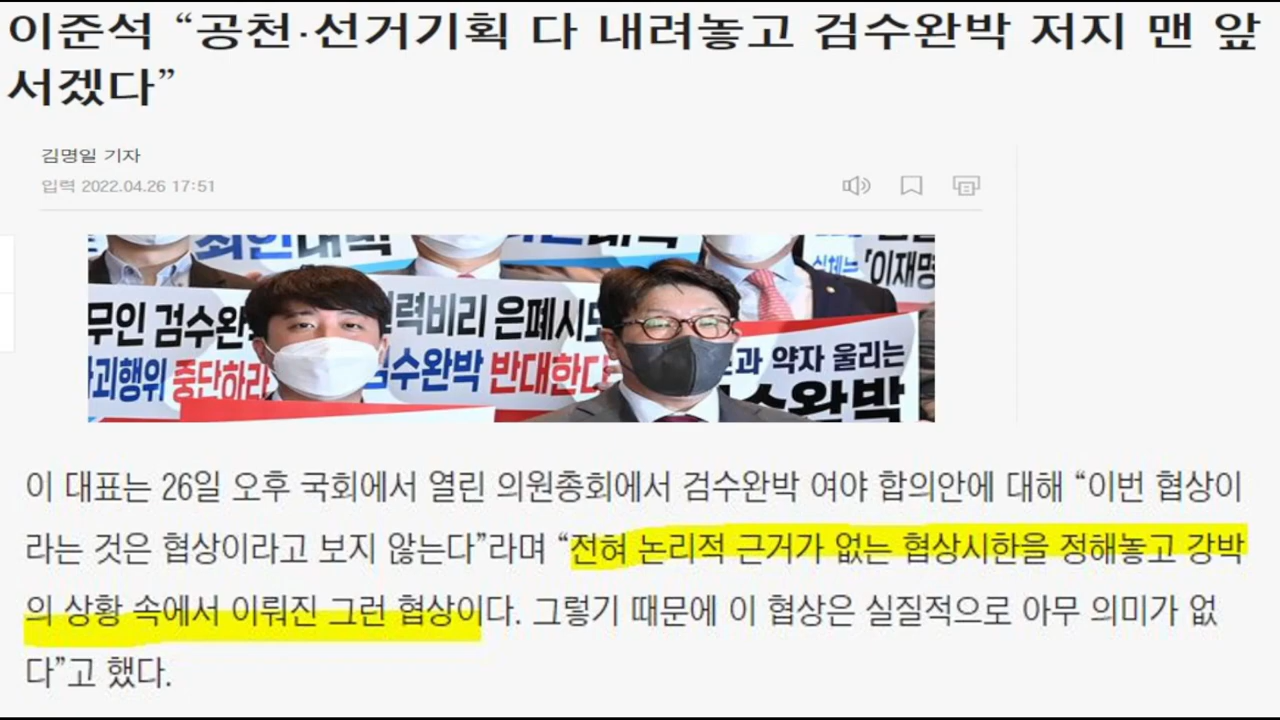 이준석 “공천·선거기획 다 내려놓고 검수완박 저지 맨 앞
서겠다”
김명일 기자
입력 2022.04.26 17:51
「이재명
무인 검수완
력비리 은폐시도
괴행위 중단하라
검수완박 반대한다
과 약자 울리는
검수완박
이 대표는 26일 오후 국회에서 열린 의원총회에서 검수완박 여야 합의안에 대해 “이번 협상이
라는 것은 협상이라고 보지 않는다”라며 “전혀 논리적 근거가 없는 협상시한을 정해놓고 강박
의 상황 속에서 이뤄진 그런 협상이다. 그렇기 때문에 이 협상은 실질적으로 아무 의미가 없
다”고 했다.